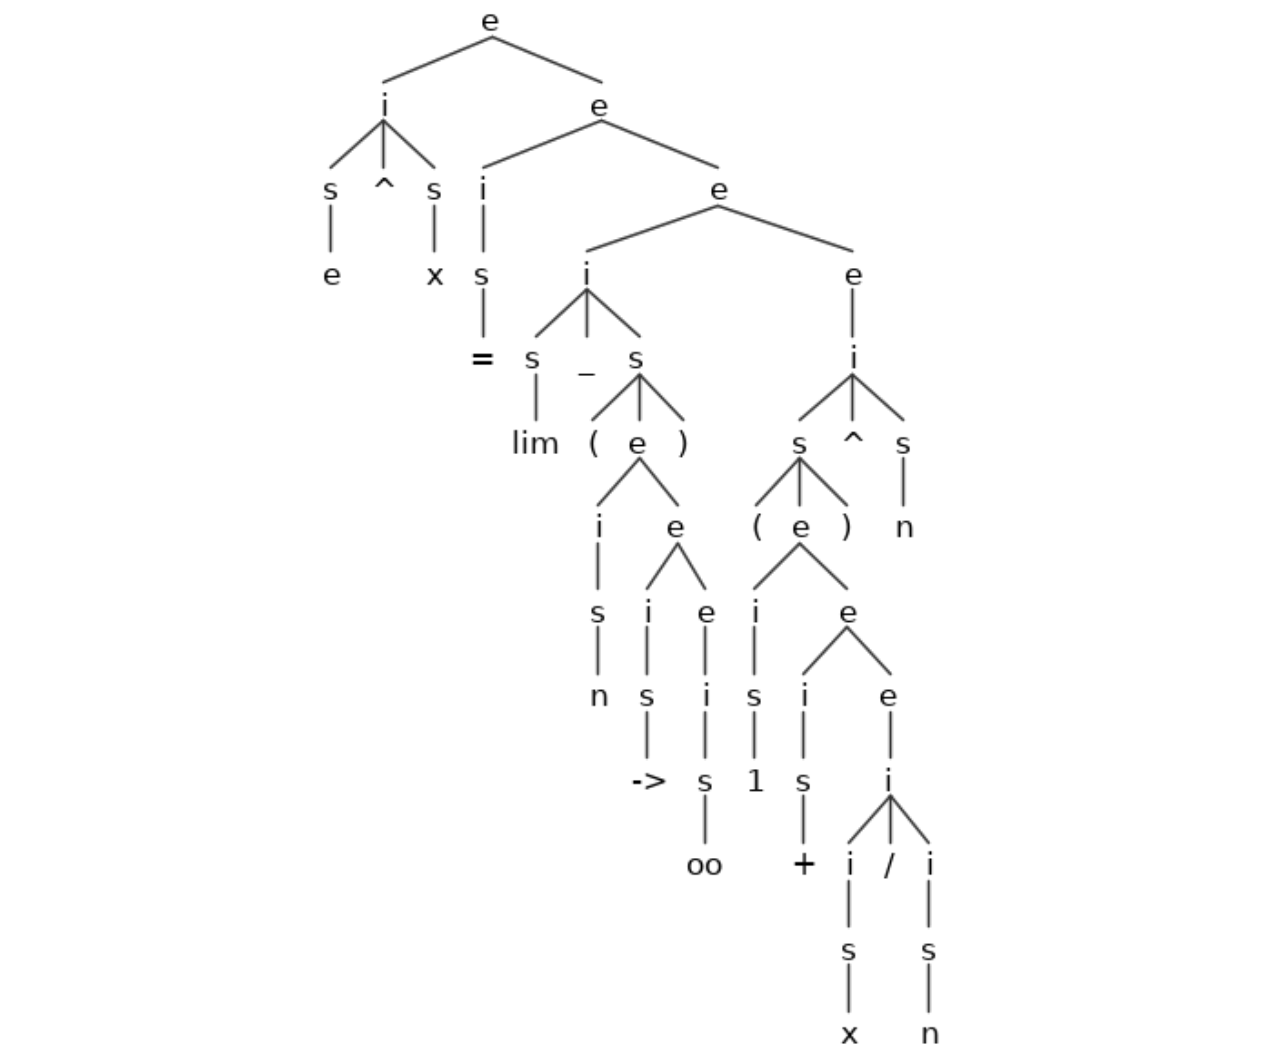 e
i e
s ^ s i e
e x s i e
= s _ s i
lim ( e ) s ^ s
i e ( e ) n
s i e i e
n s i s i e
-> s 1 s i
oo + i / i
s s
x n